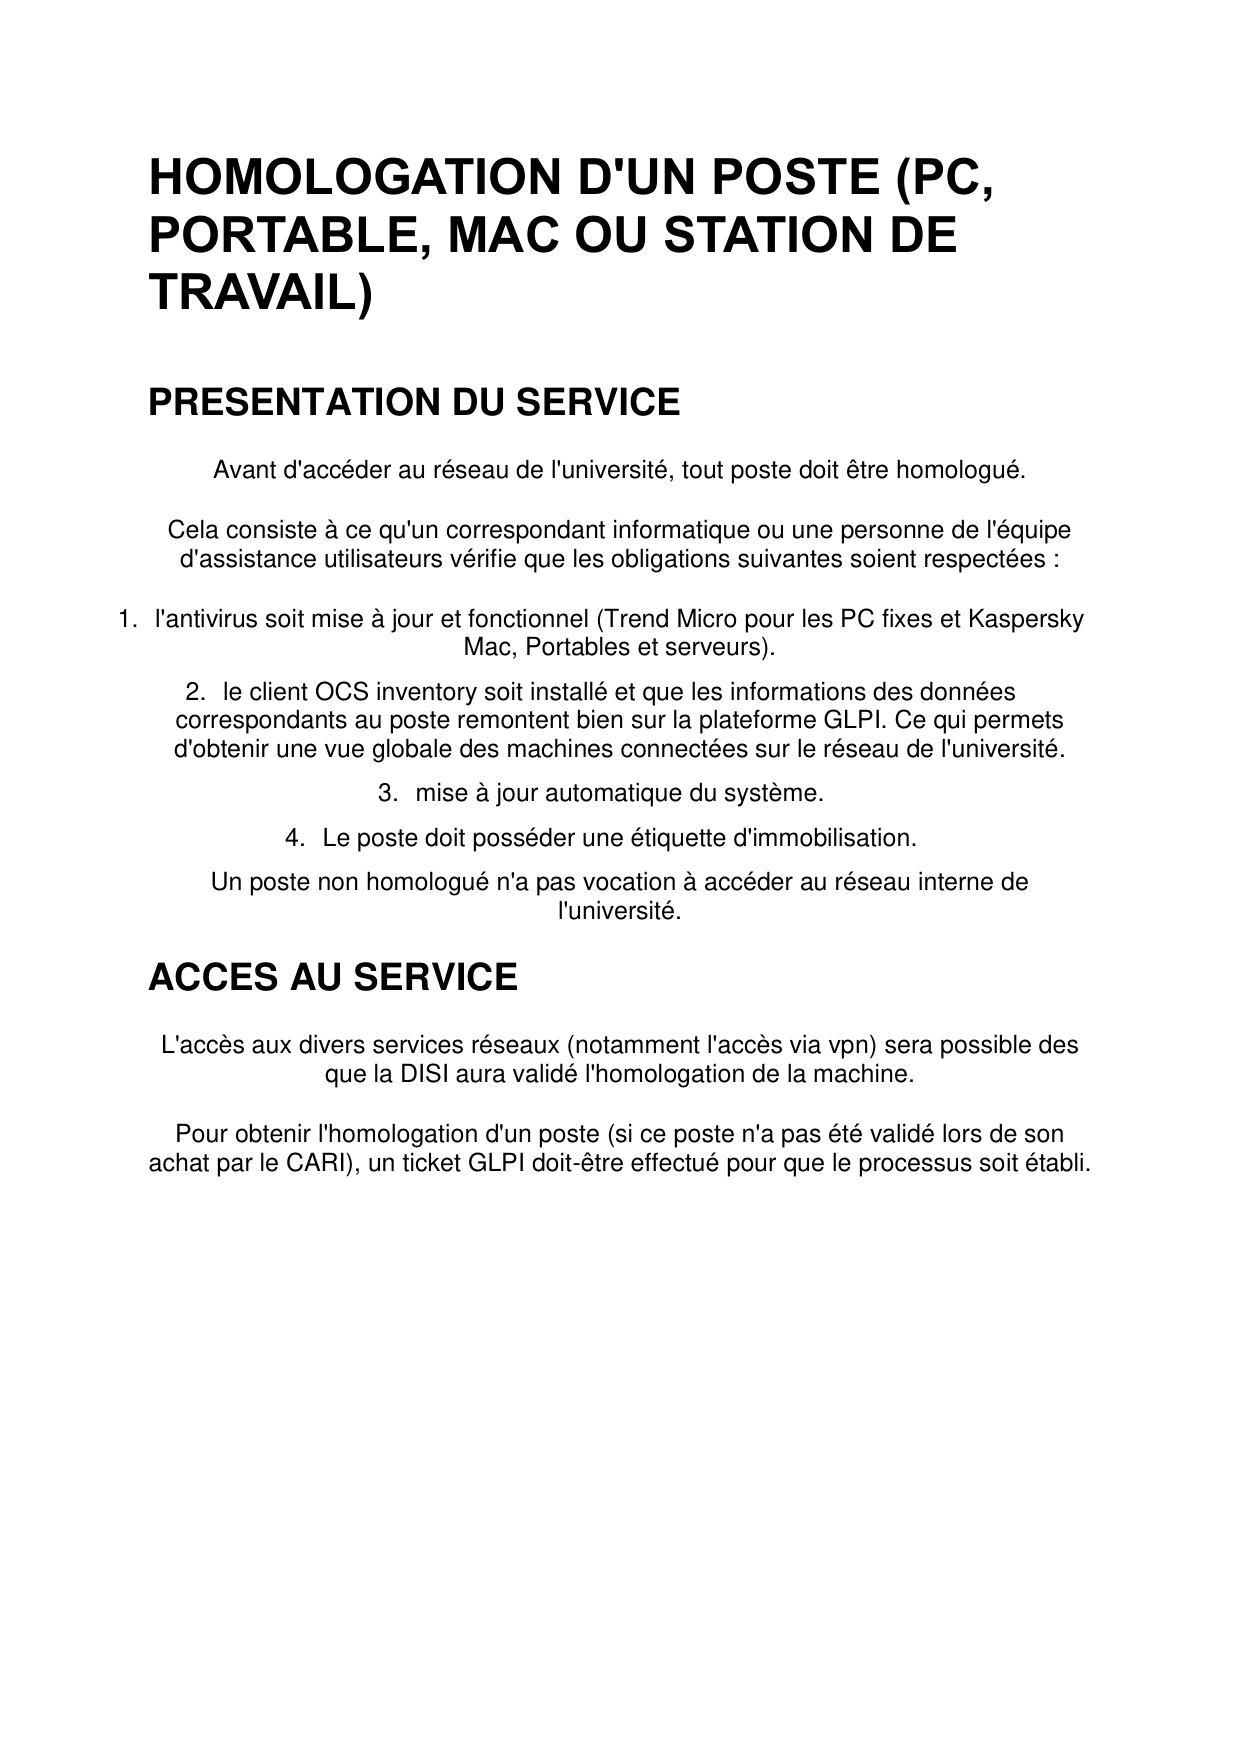 HOMOLOGATION D'UN POSTE (PC,
PORTABLE, MAC OU STATION DE
TRAVAIL)
PRESENTATION DU SERVICE
Avant d'accéder au réseau de l'université, tout poste doit être homologué.
Cela consiste à ce qu'un correspondant informatique ou une personne de l'équipe
d'assistance utilisateurs vérifie que les obligations suivantes soient respectées :
1. l'antivirus soit mise à jour et fonctionnel (Trend Micro pour les PC fixes et Kaspersky
Mac, Portables et serveurs).
2. le client OCS inventory soit installé et que les informations des données
correspondants au poste remontent bien sur la plateforme GLPI. Ce qui permets
d'obtenir une vue globale des machines connectées sur le réseau de l'université.
3. mise à jour automatique du système.
4. Le poste doit posséder une étiquette d'immobilisation.
Un poste non homologué n'a pas vocation à accéder au réseau interne de
l'université.
ACCES AU SERVICE
L'accès aux divers services réseaux (notamment l'accès via vpn) sera possible des
que la DISI aura validé l'homologation de la machine.
Pour obtenir l'homologation d'un poste (si ce poste n'a pas été validé lors de son
achat par le CARI), un ticket GLPI doit-être effectué pour que le processus soit établi.